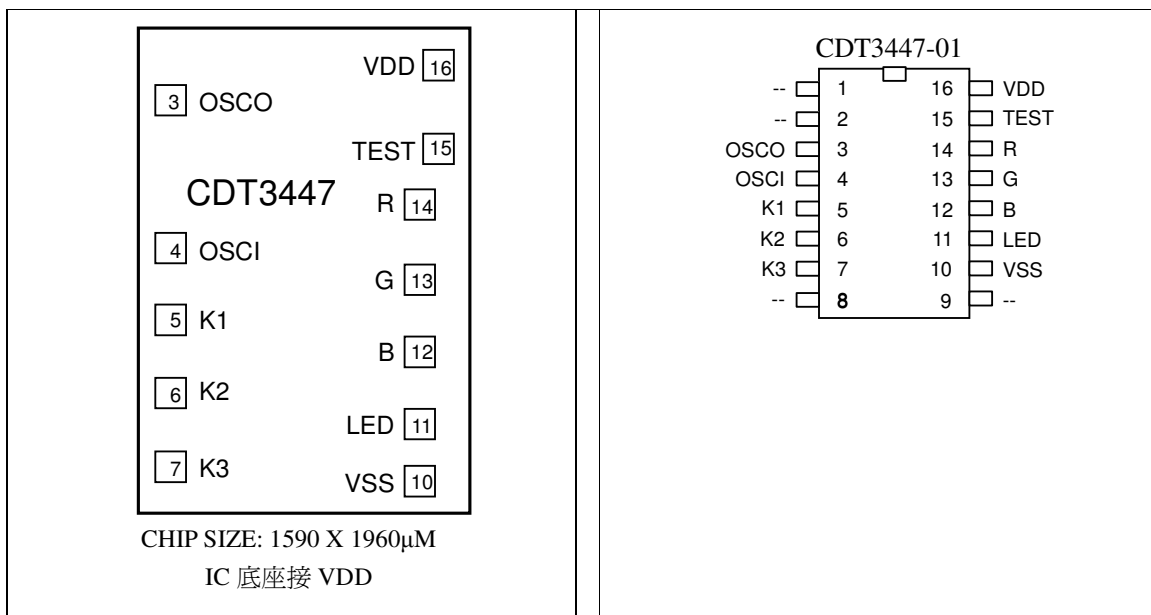 VDD 16
3 OSCO
TEST 15
CDT3447
R 14
4 OSCI
G 13
5 K1
B 12
6 K2
LED 11
7 K3
VSS 10
CHIP SIZE: 1590 X 1960μM
IC 底座接 VDD
CDT3447-01
-- 1 16 VDD
-- 2 15 TEST
OSCO 3 14 R
OSCI 4 13 G
K1 5 12 B
K2 6 11 LED
K3 7 10 VSS
-- 8 9 --